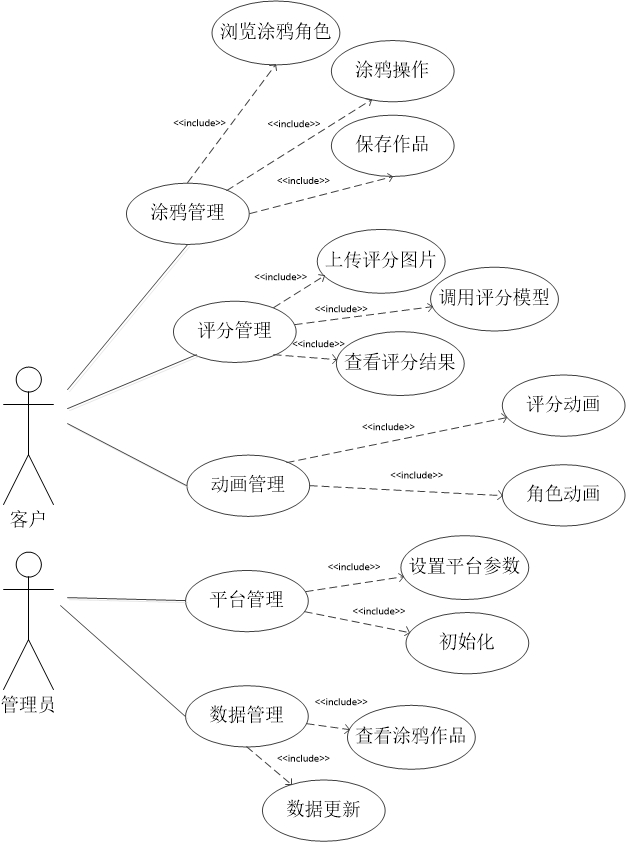 浏览涂鸦角色
涂鸦操作
<<include>>
<<include>>
保存作品
<<include>>
涂鸦管理
上传评分图片
<<include>>
调用评分模型
<<include>>
评分管理
<<include>>
查看评分结果
评分动画
<<include>>
<<include>>
动画管理
角色动画
客户
设置平台参数
<<include>>
平台管理
<<include>>
初始化
管理员
<<include>>
数据管理
查看涂鸦作品
<<include>>
数据更新